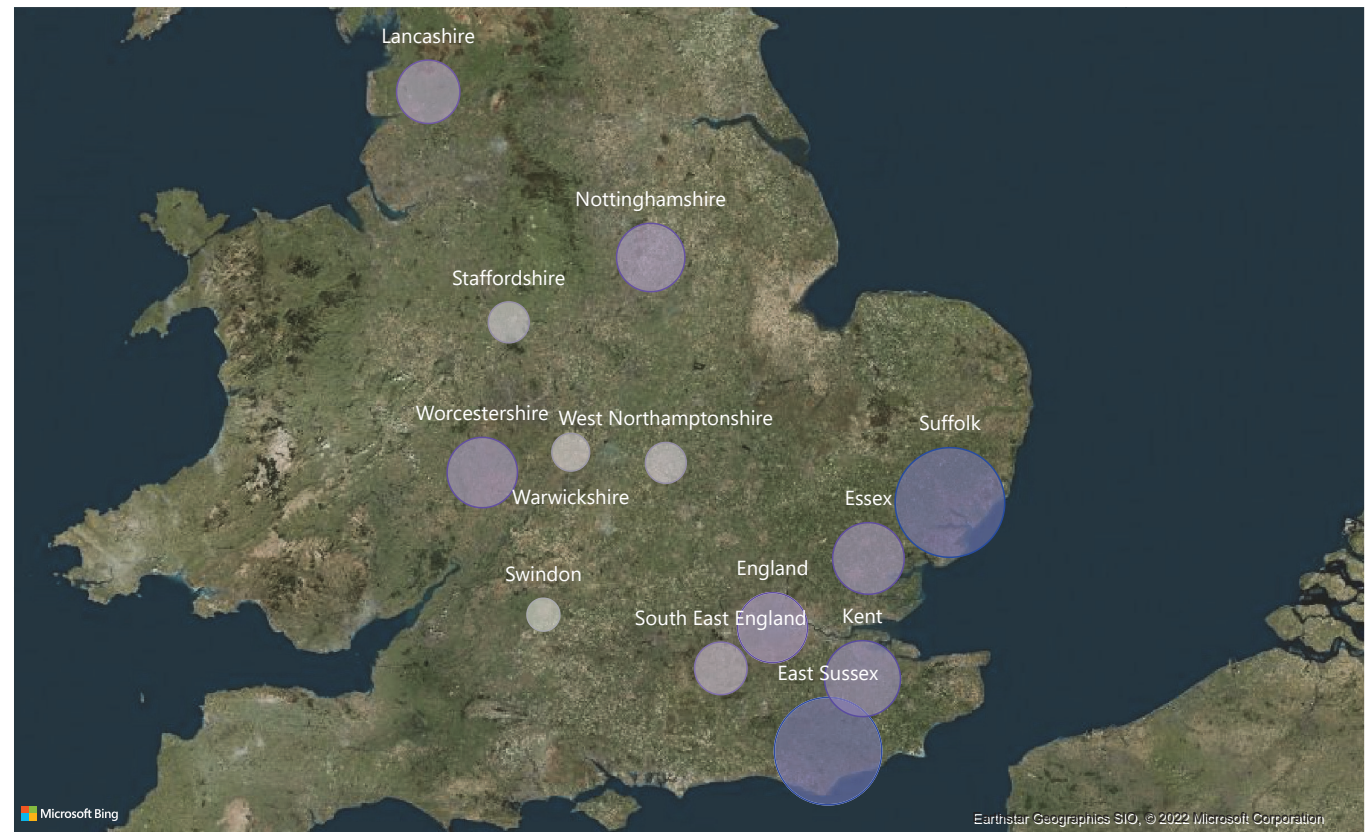 Lancashire
Nottinghamshire
Staffordshire
Worcestershire
West Northamptonshire
Suffolk
Warwickshire
Essex
Swindon
England
South East England
Kent
East Sussex
Microsoft Bing
Earthstar Geographics SIO, © 2022 Microsoft Corporation